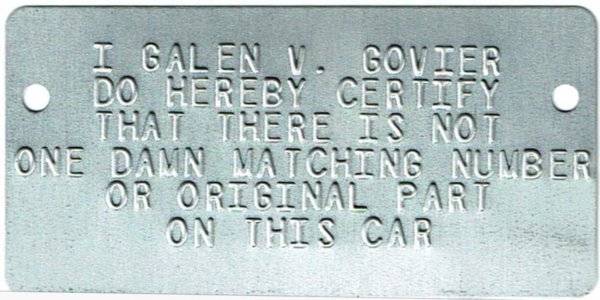 I GALEN V. GOVIER
DO HEREBY CERTIFY
THAT THERE IS NOT
ONE DAMN MATCHING NUMBER
OR ORIGINAL PART
ON THIS CAR